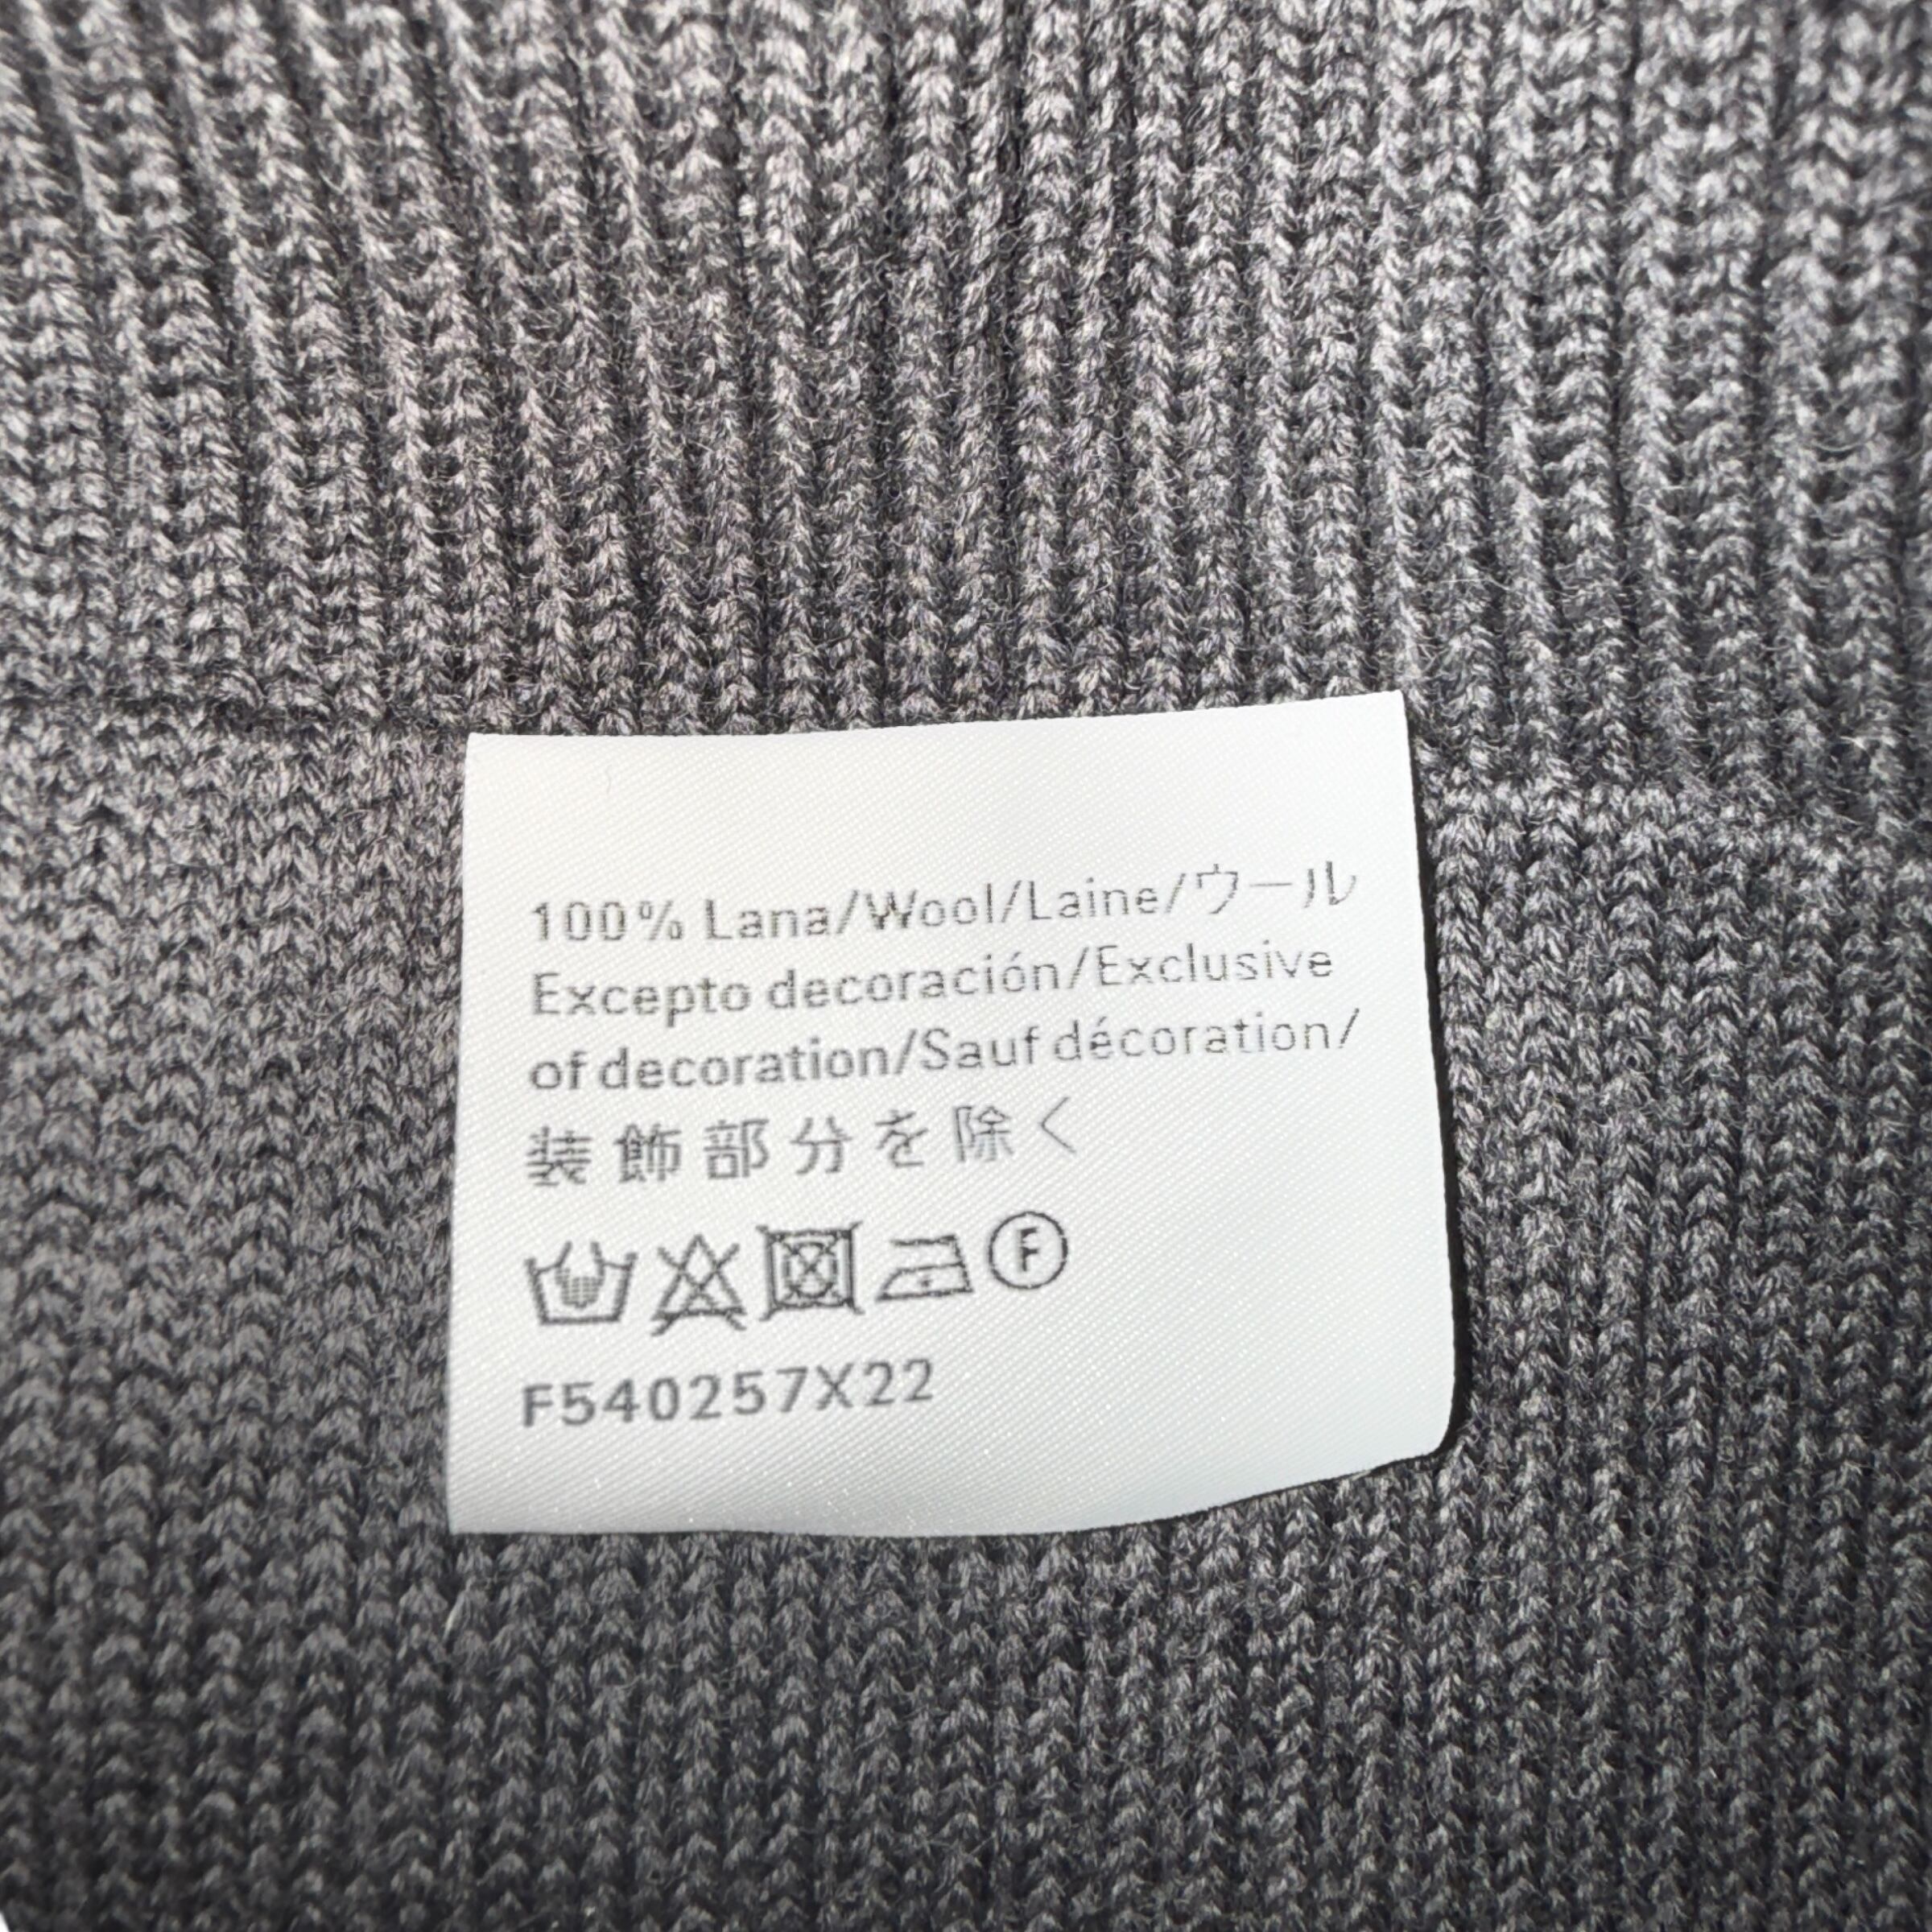 100% Lana/Wool/Laine/ウール
Excepto decoración/Exclusive
of decoration/Sauf décoration/
装飾部分を除く
F
F540257X22